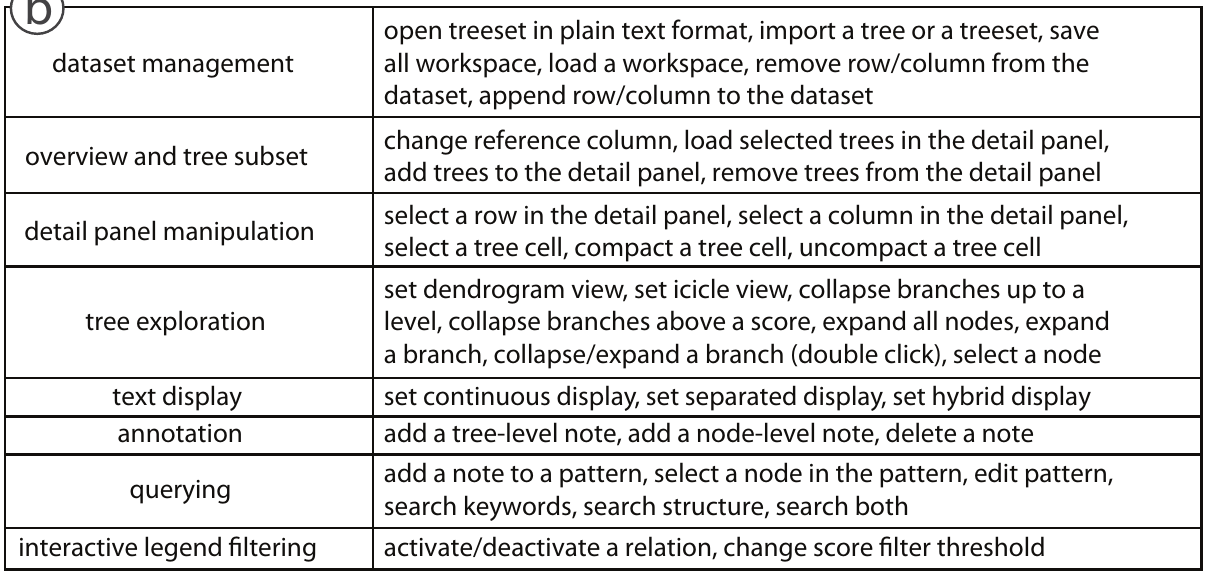 b
open treeset in plain text format, import a tree or a treeset, save
dataset management
all workspace, load a workspace, remove row/column from the
dataset, append row/column to the dataset
overview and tree subset
change reference column, load selected trees in the detail panel,
add trees to the detail panel, remove trees from the detail panel
detail panel manipulation
select a row in the detail panel, select a column in the detail panel,
select a tree cell, compact a tree cell, uncompact a tree cell
tree exploration
set dendrogram view, set icicle view, collapse branches up to a
level, collapse branches above a score, expand all nodes, expand
a branch, collapse/expand a branch (double click), select a node
text display
set continuous display, set separated display, set hybrid display
annotation
add a tree-level note, add a node-level note, delete a note
querying
add a note to a pattern, select a node in the pattern, edit pattern,
search keywords, search structure, search both
interactive legend filtering
activate/deactivate a relation, change score filter threshold